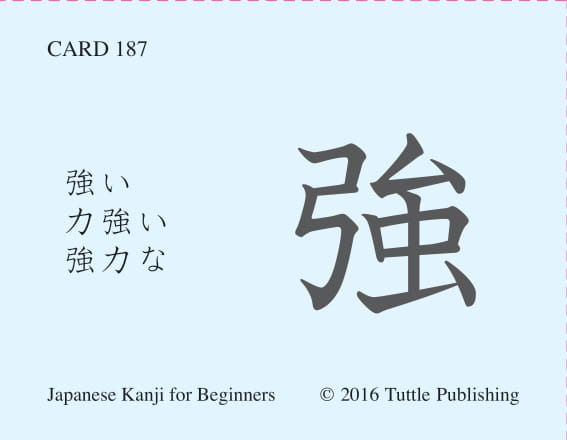 CARD 187
強い
力強い
強力な
強
Japanese Kanji for Beginners
© 2016 Tuttle Publishing